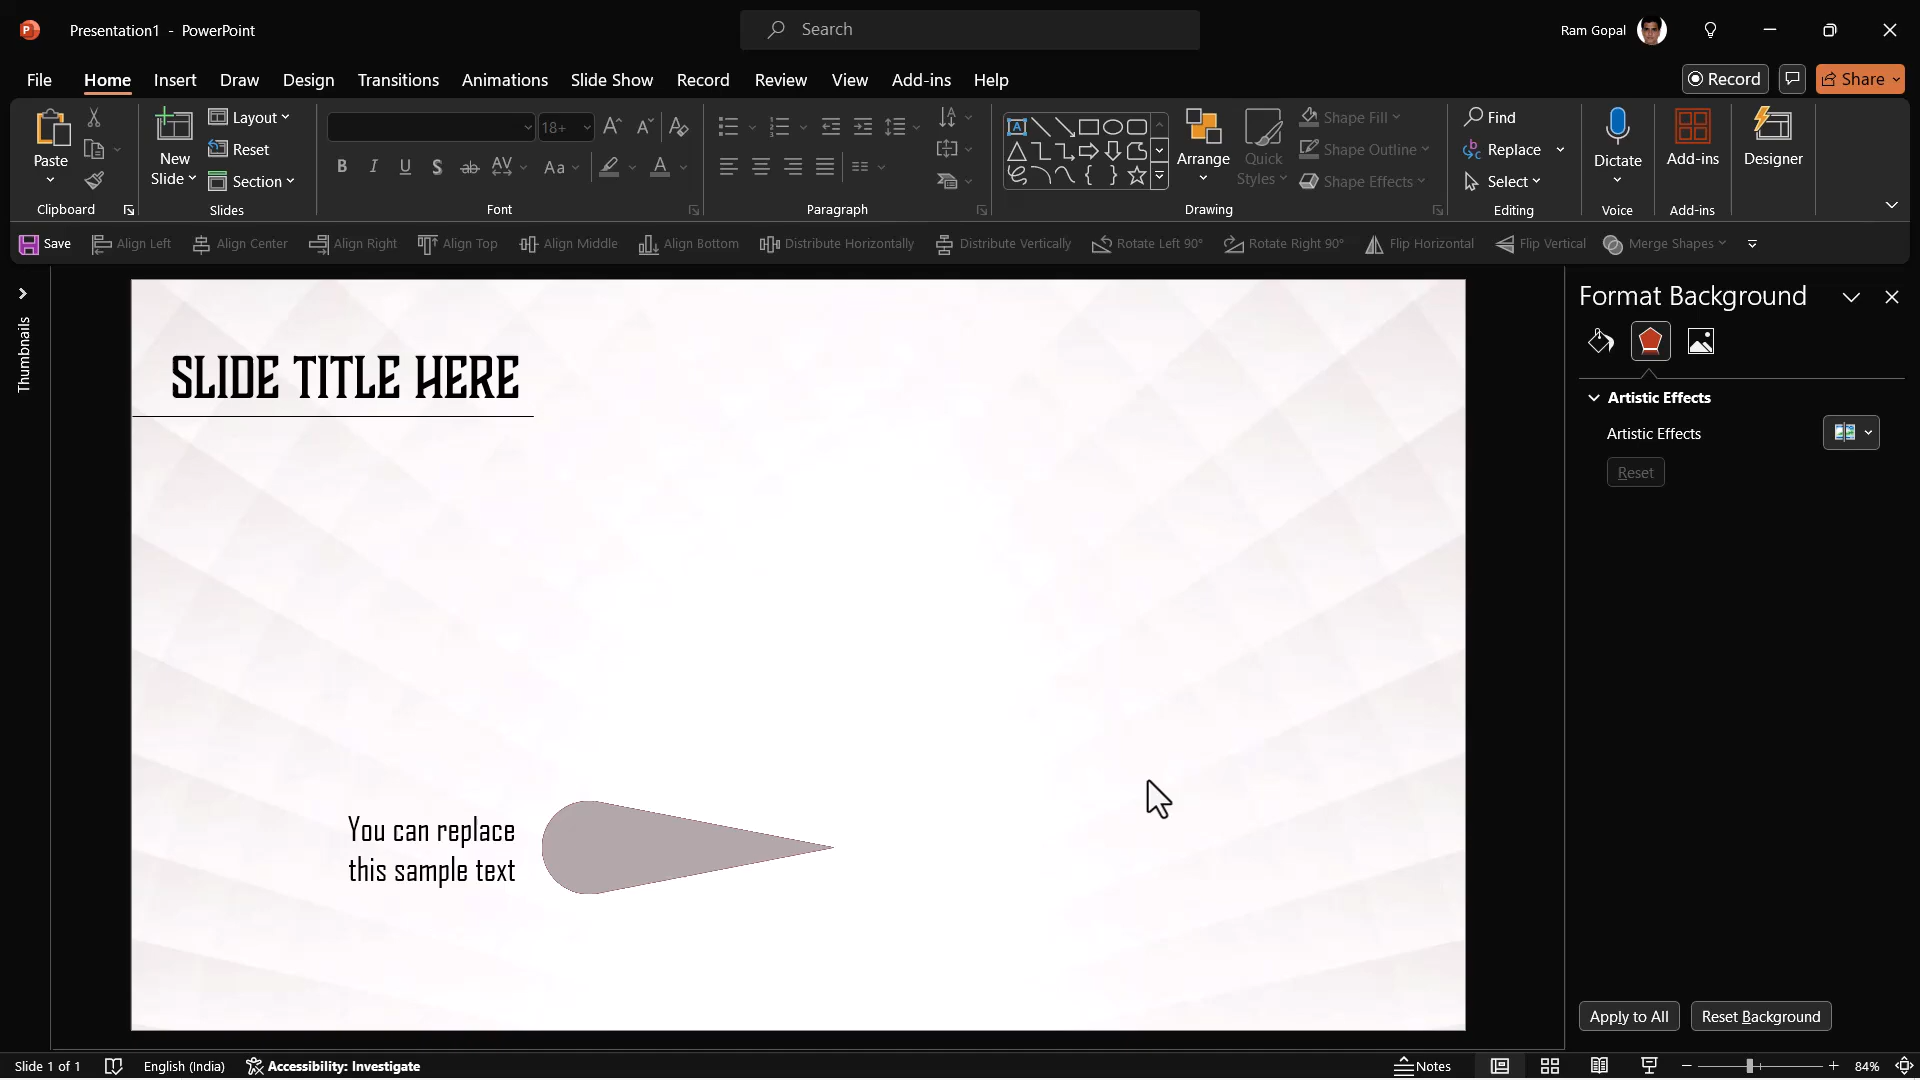 Presentation1 - PowerPoint
Search
Ram Gopal
File Home Insert Draw Design Transitions Animations Slide Show Record Review View Add-ins Help
Record
Share
Paste
New
Slide
Layout
Reset
Section
18+
B I U S ab AV Aa A
Arrange
Quick
Styles
Shape Fill
Shape Outline
Shape Effects
Find
Replace
Select
Dictate
Add-ins
Designer
Clipboard
Slides
Font
Paragraph
Drawing
Editing
Voice
Add-ins
Save Align Left Align Center Align Right Align Top Align Middle Align Bottom Distribute Horizontally Distribute Vertically Rotate Left 90° Rotate Right 90° Flip Horizontal Flip Vertical Merge Shapes
Thumbnails
SLIDE TITLE HERE
You can replace
this sample text
Format Background
Artistic Effects
Artistic Effects
Reset
Apply to All
Reset Background
Slide 1 of 1
English (India)
Accessibility: Investigate
Notes
84%